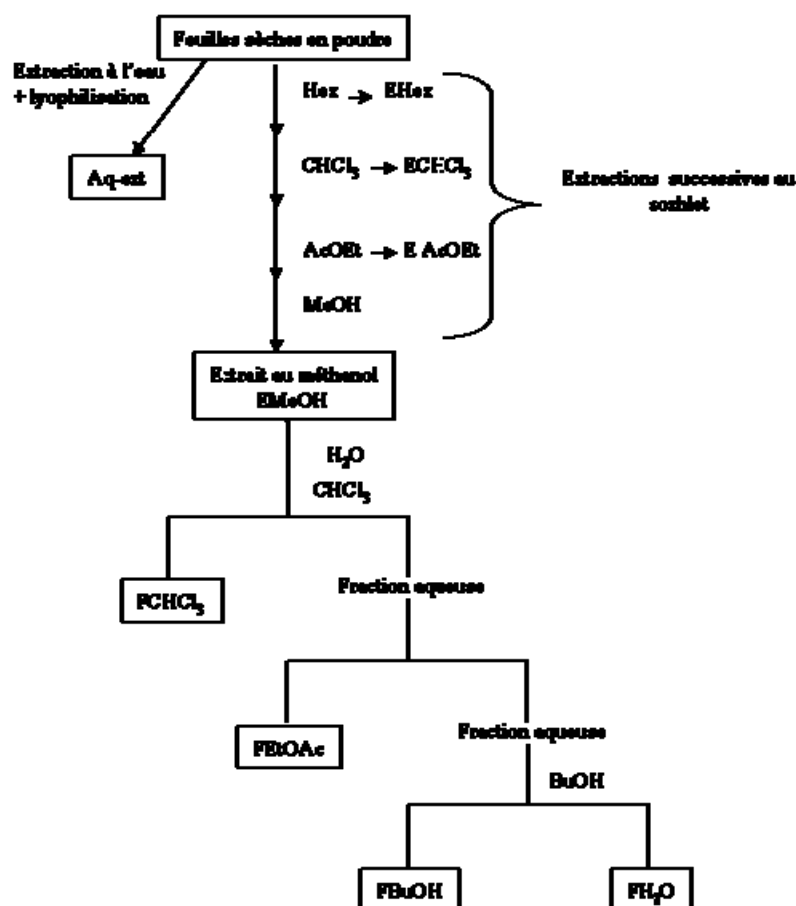 Feuilles sèches en poudre
Extraction à l'eau
+ lyophilisation
Hex → EHex
Aq-ext
CHCl₃ → ECHCl₃
Extractions successives au
soxhlet
AcOEt → E AcOEt
MeOH
Extrait au méthenol
EMeOH
H₂O
CHCl₃
FCHCl₃
Fraction aqueuse
FEtOAc
Fraction aqueuse
BuOH
FBuOH
FH₂O